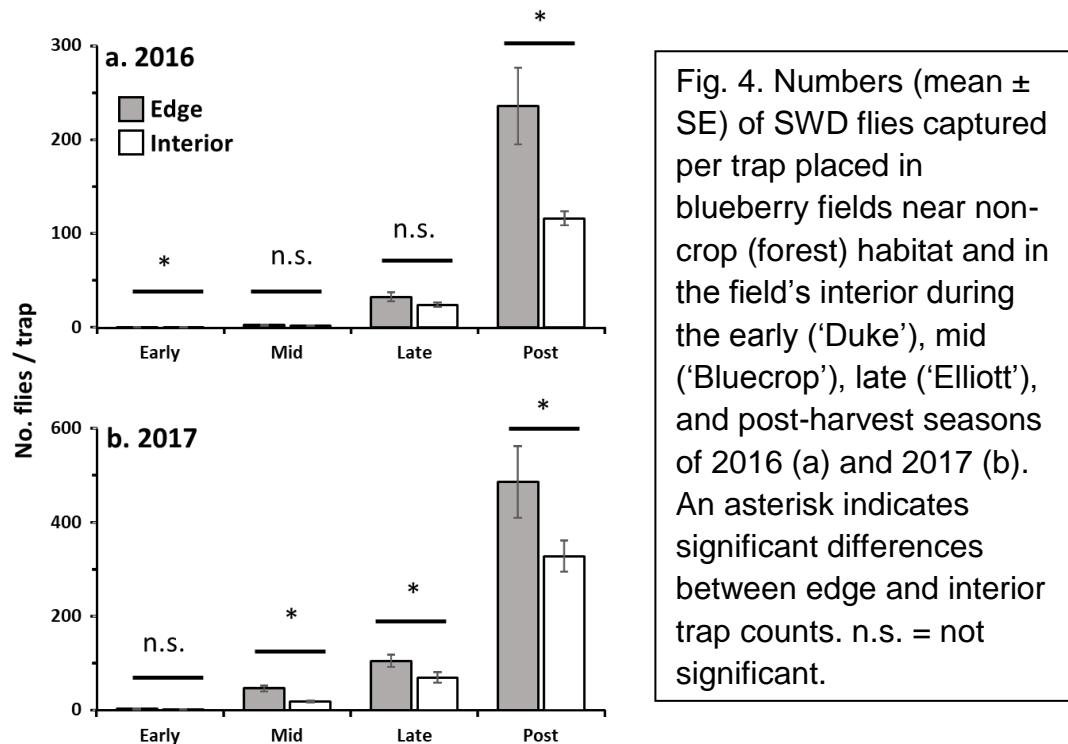 *
300
a. 2016
Edge
Interior
200
n.s.
n.s.
100
*
0
Early
Mid
Late
Post
No. flies / trap
*
600
b. 2017
400
*
*
200
n.s.
0
Early
Mid
Late
Post
Fig. 4. Numbers (mean ±
SE) of SWD flies captured
per trap placed in
blueberry fields near non-
crop (forest) habitat and in
the field’s interior during
the early (‘Duke’), mid
(‘Bluecrop’), late (‘Elliott’),
and post-harvest seasons
of 2016 (a) and 2017 (b).
An asterisk indicates
significant differences
between edge and interior
trap counts. n.s. = not
significant.